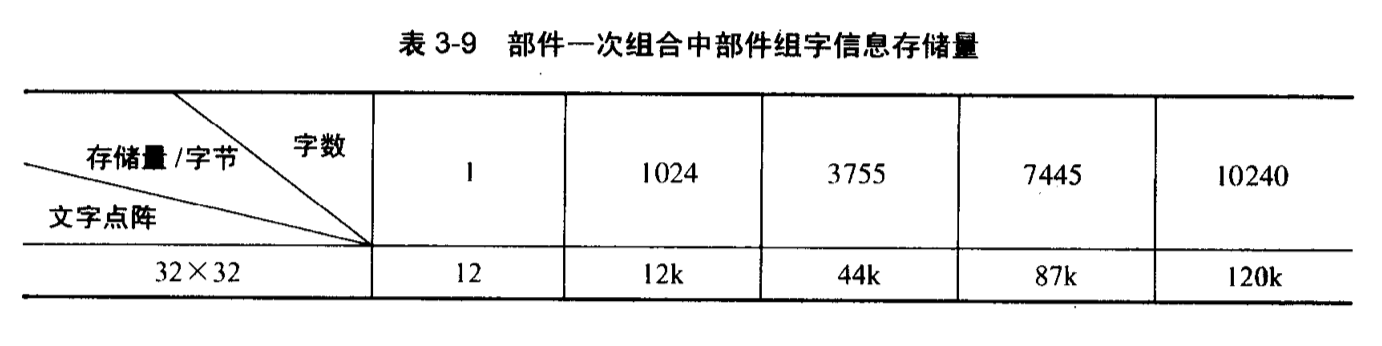 表 3-9 部件一次组合中部件组字信息存储量
存储量/字节 字数 1 1024 3755 7445 10240
文字点阵
32×32 12 12k 44k 87k 120k